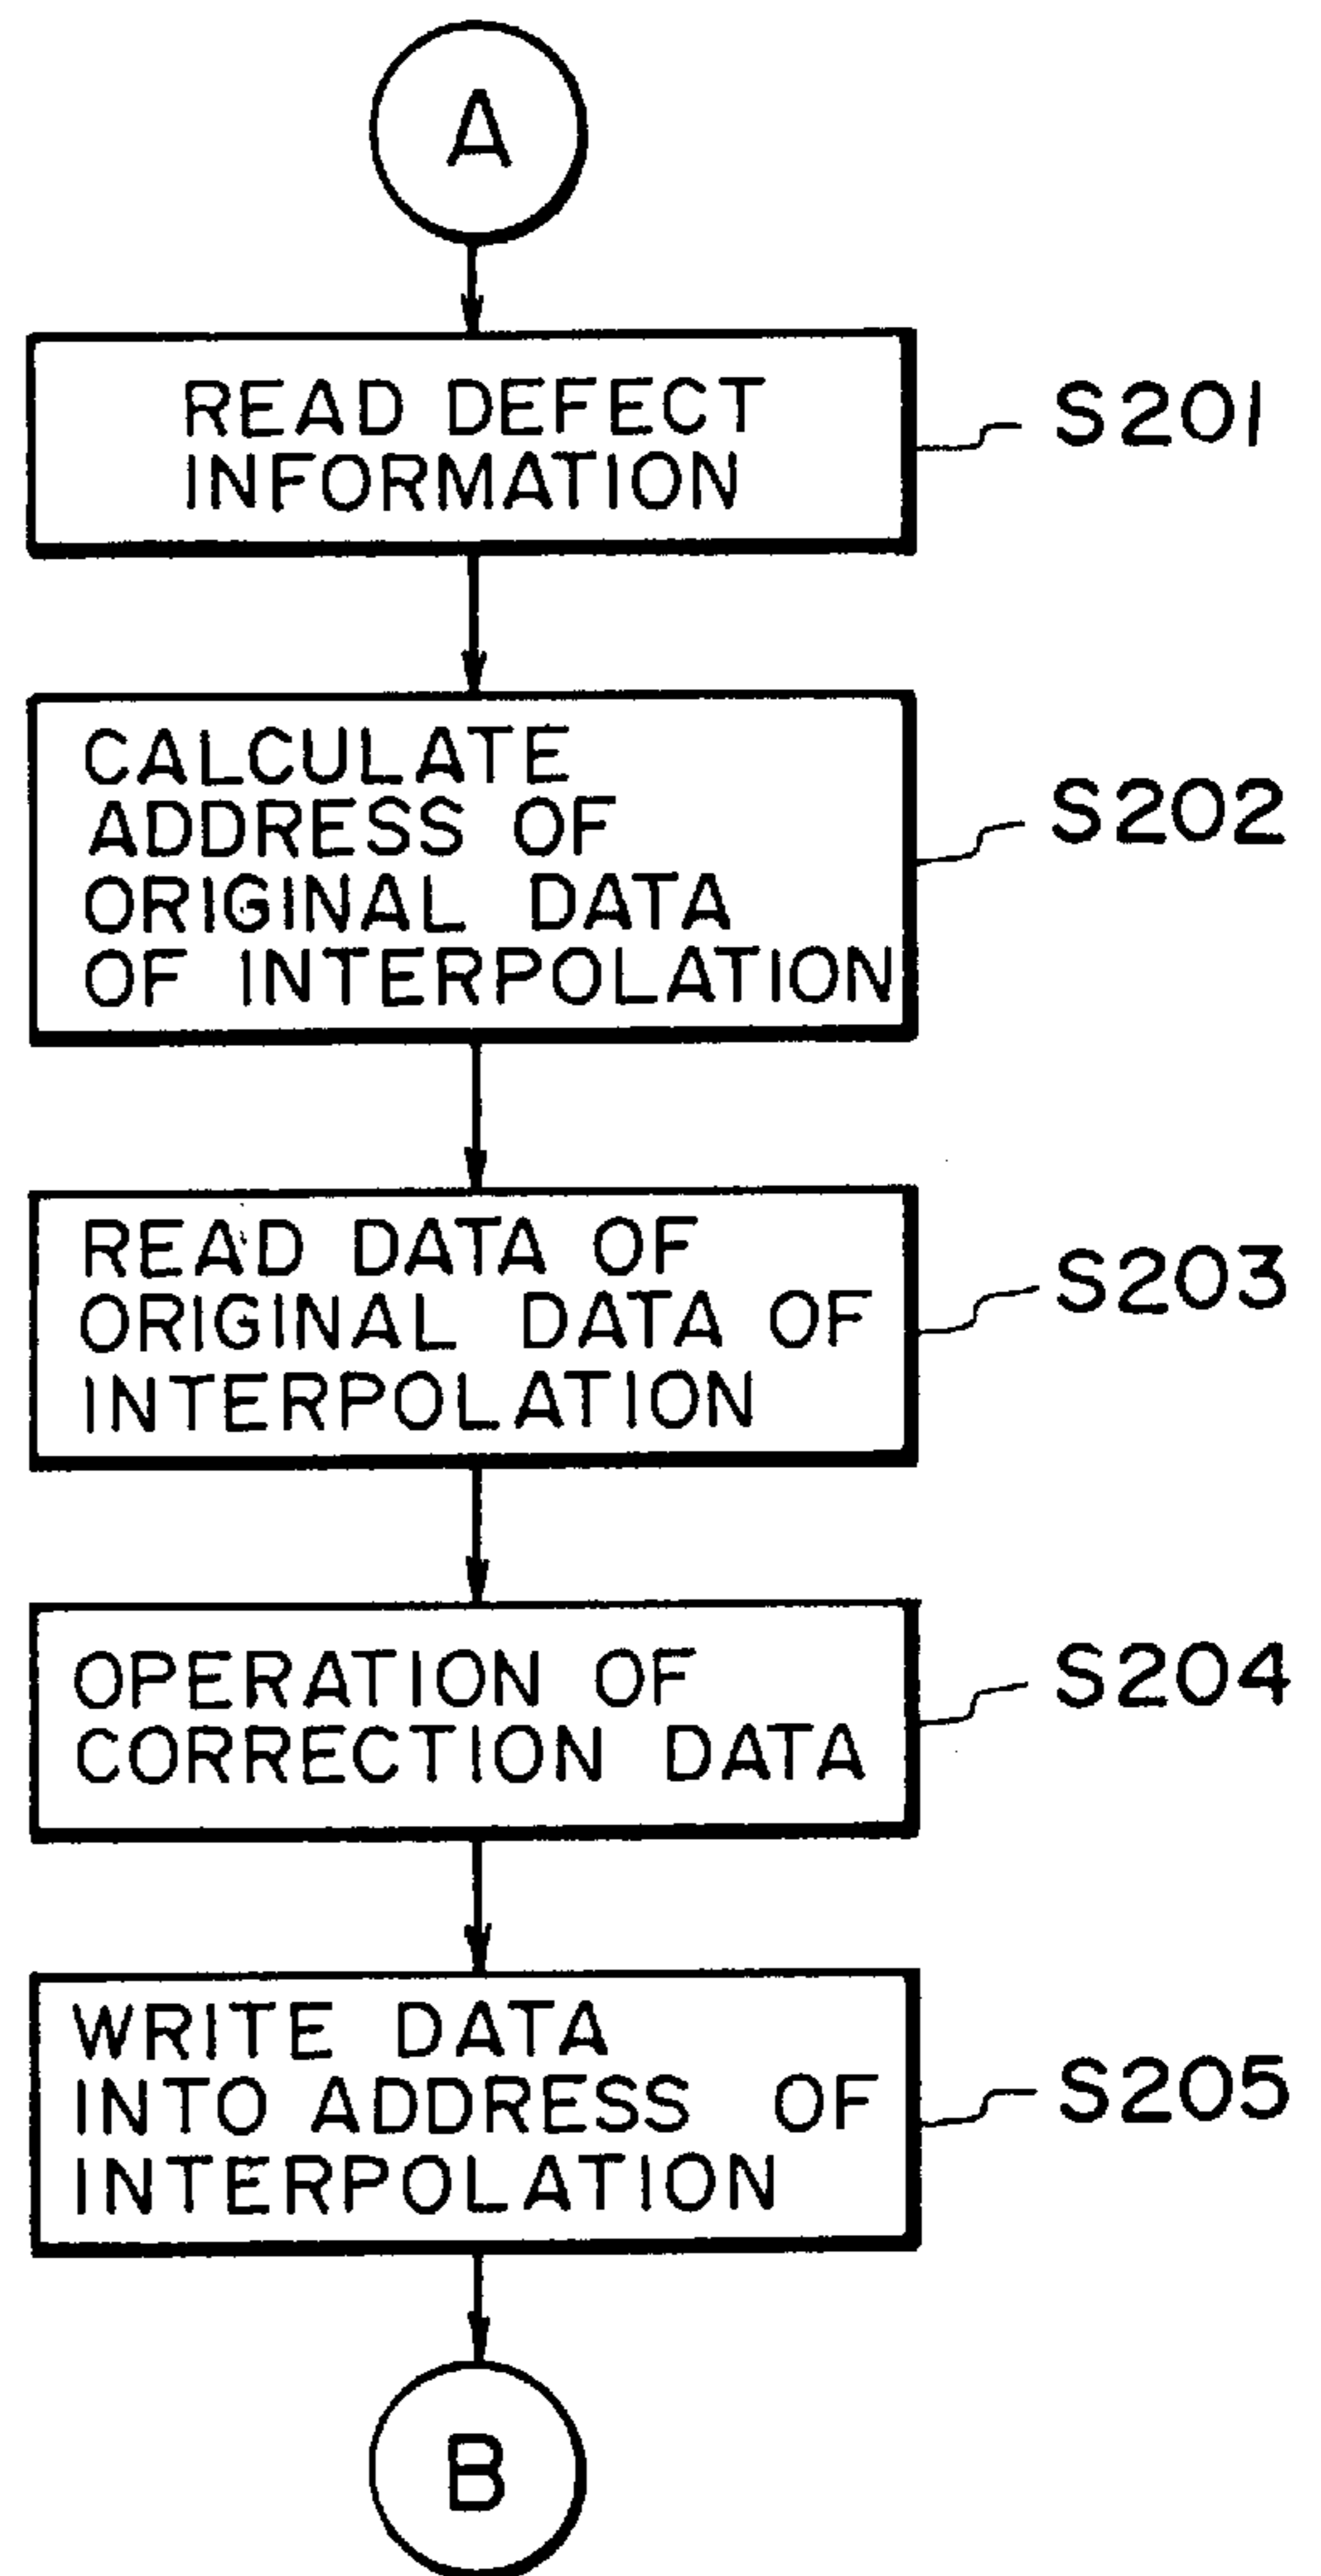 A
READ DEFECT
INFORMATION
S201
CALCULATE
ADDRESS OF
ORIGINAL DATA
OF INTERPOLATION
S202
READ DATA OF
ORIGINAL DATA OF
INTERPOLATION
S203
OPERATION OF
CORRECTION DATA
S204
WRITE DATA
INTO ADDRESS OF
INTERPOLATION
S205
B